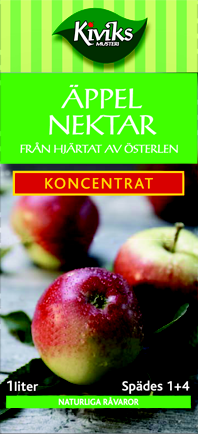 Kiviks
MUSTERI
ÄPPEL
NEKTAR
FRÅN HJÄRTAT AV ÖSTERLEN
KONCENTRAT
1liter Spädes 1+4
NATURLIGA RÅVAROR